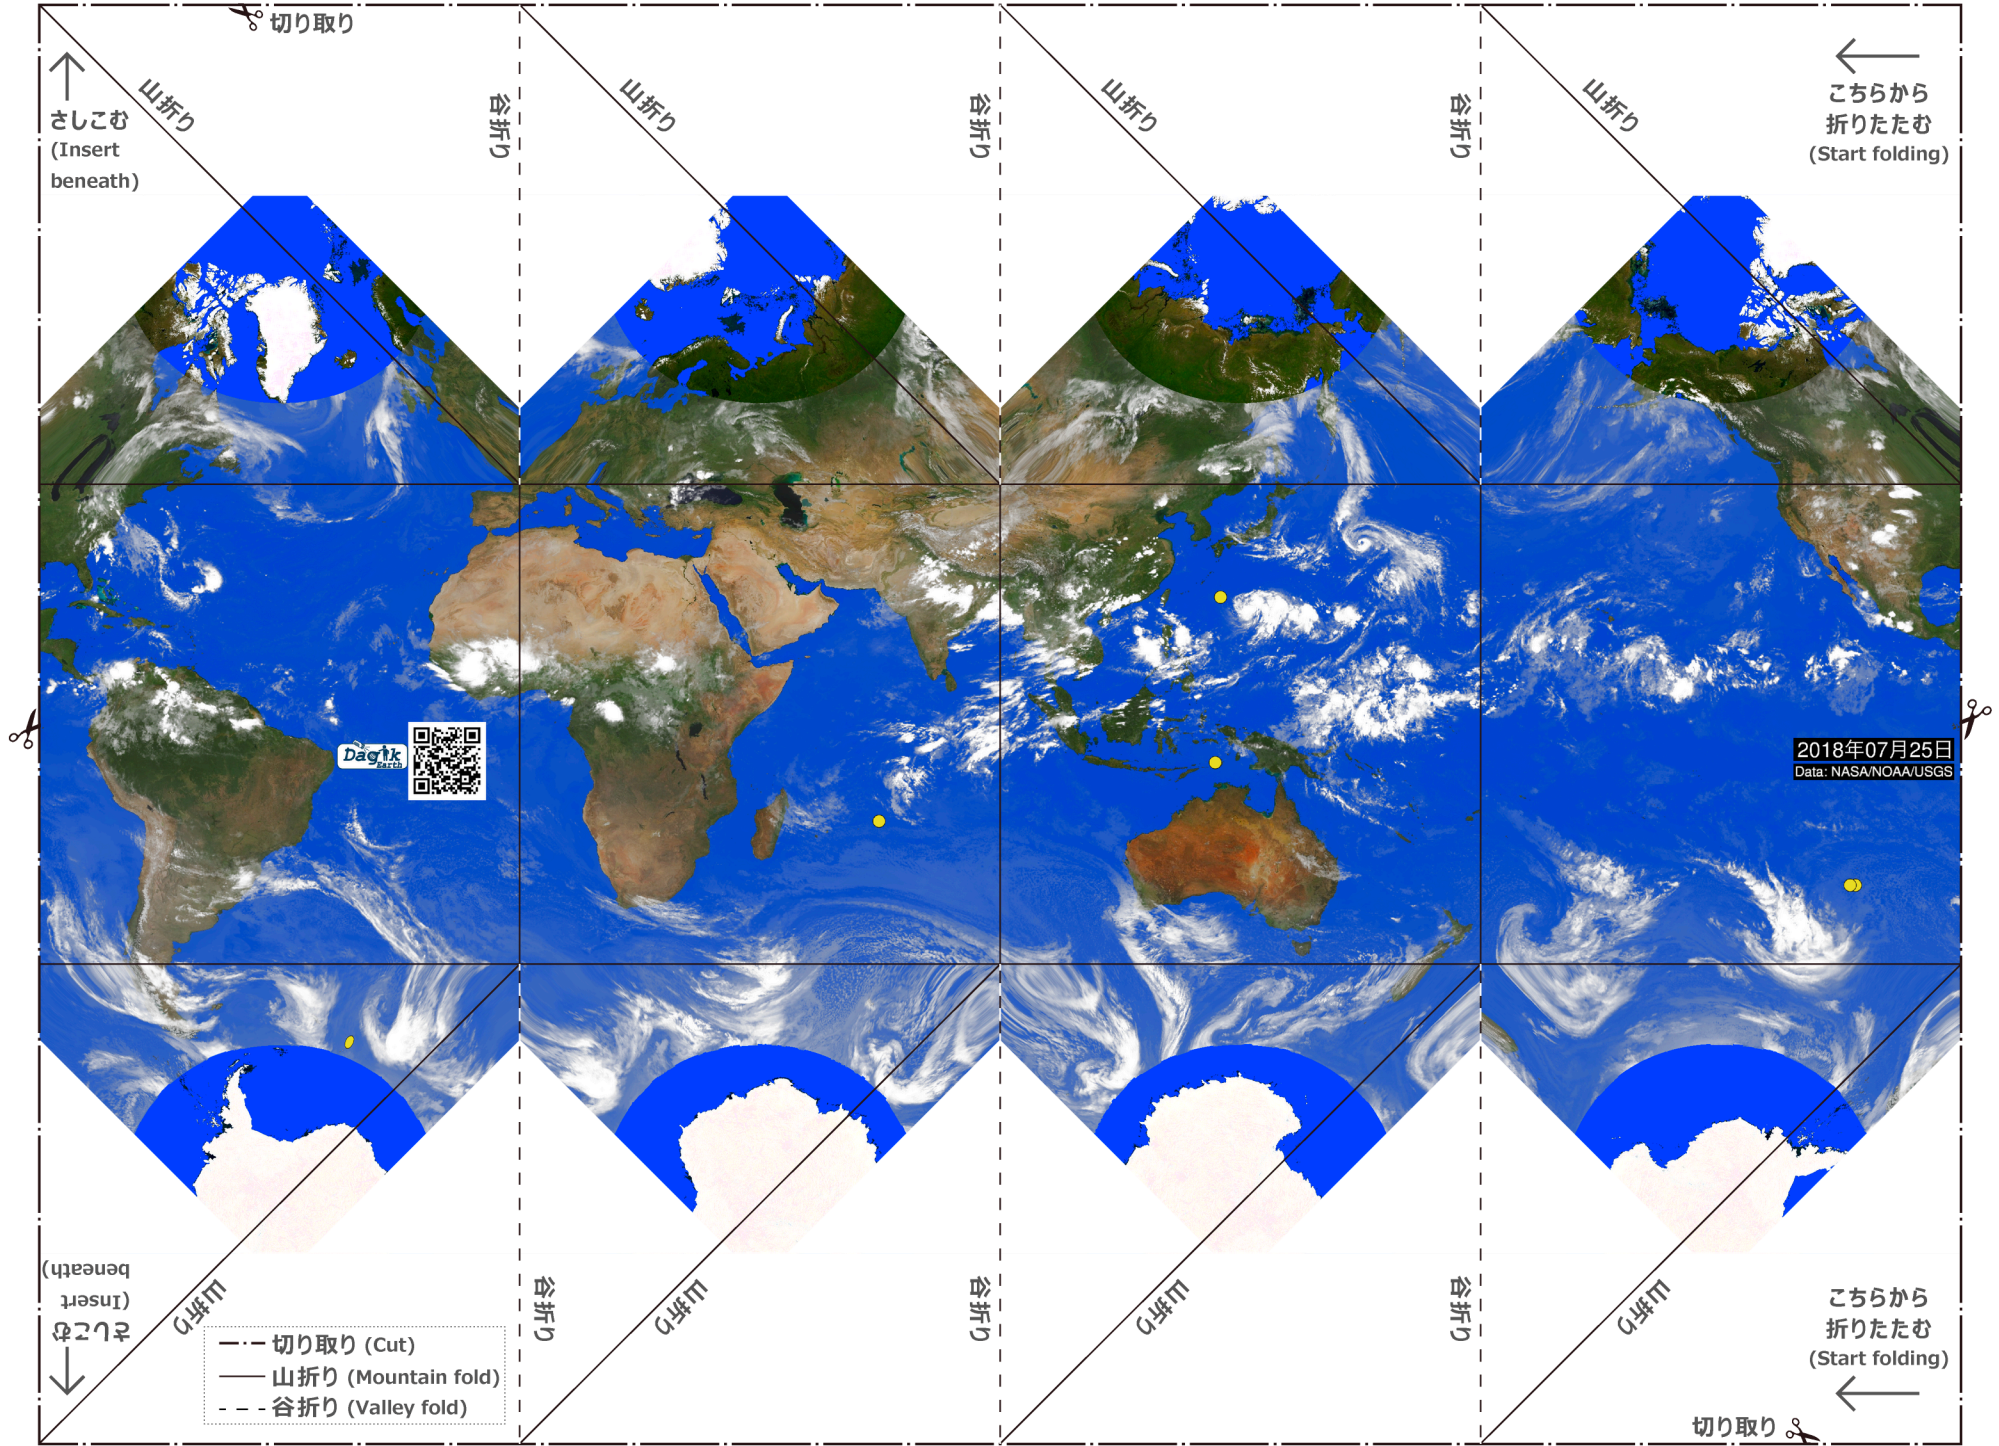 切り取り
山折り
山折り
山折り
山折り
谷折り
谷折り
谷折り
さしこむ
(Insert
beneath)
こちらから
折りたたむ
(Start folding)
Dagik
Earth
2018年07月25日
Data: NASA/NOAA/USGS
さしこむ
(Insert
beneath)
山折り
山折り
山折り
山折り
谷折り
谷折り
谷折り
こちらから
折りたたむ
(Start folding)
切り取り (Cut)
山折り (Mountain fold)
谷折り (Valley fold)
切り取り